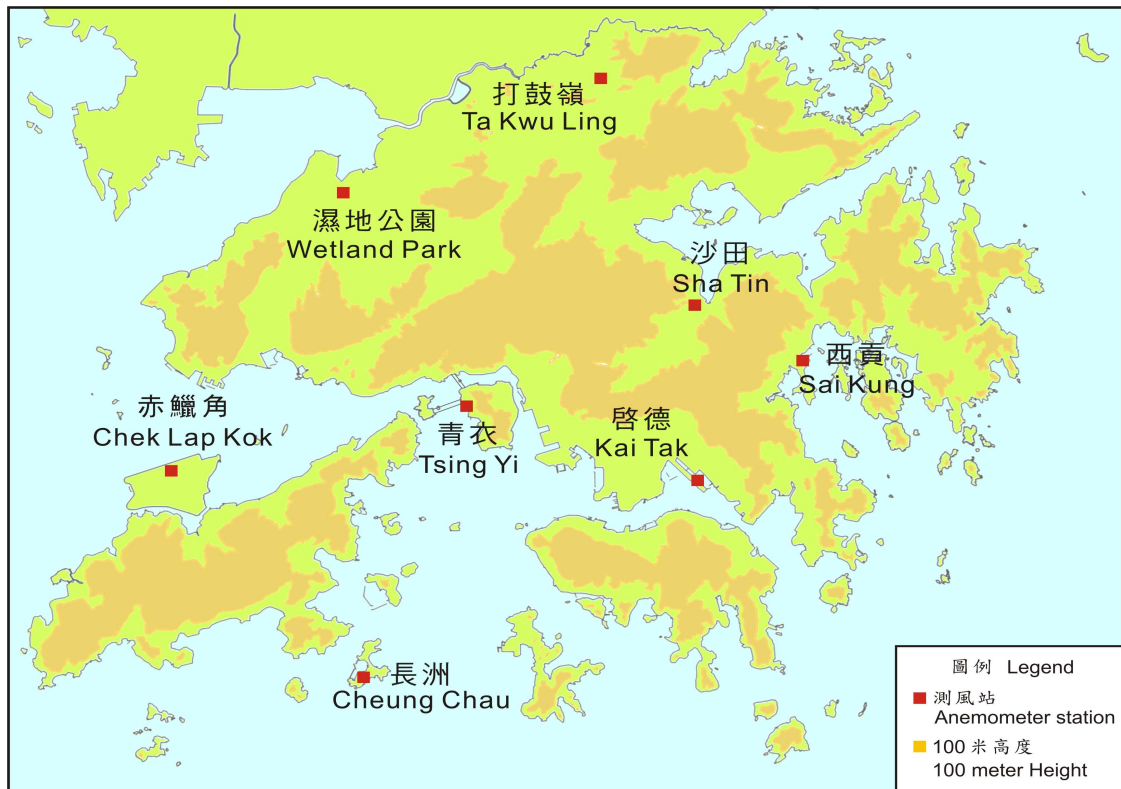 打鼓嶺
Ta Kwu Ling
濕地公園
Wetland Park
沙田
Sha Tin
西貢
Sai Kung
赤鱲角
Chek Lap Kok
青衣
Tsing Yi
啓德
Kai Tak
長洲
Cheung Chau
圖例 Legend
測風站
Anemometer station
100 米高度
100 meter Height